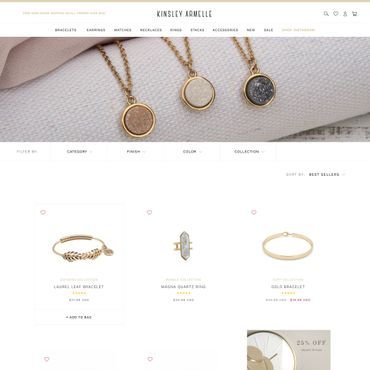 KINSLEY ARMELLE
BRACELETS EARRINGS WATCHES NECKLACES RINGS STACKS ACCESSORIES NEW SALE SHOP INSTAGRAM
FILTER BY: CATEGORY FINISH COLOR COLLECTION
SORT BY: BEST SELLERS
LAUREL LEAF BRACELET
MAGNA QUARTZ RING
GOLD BRACELET
+ ADD TO BAG
25% OFF